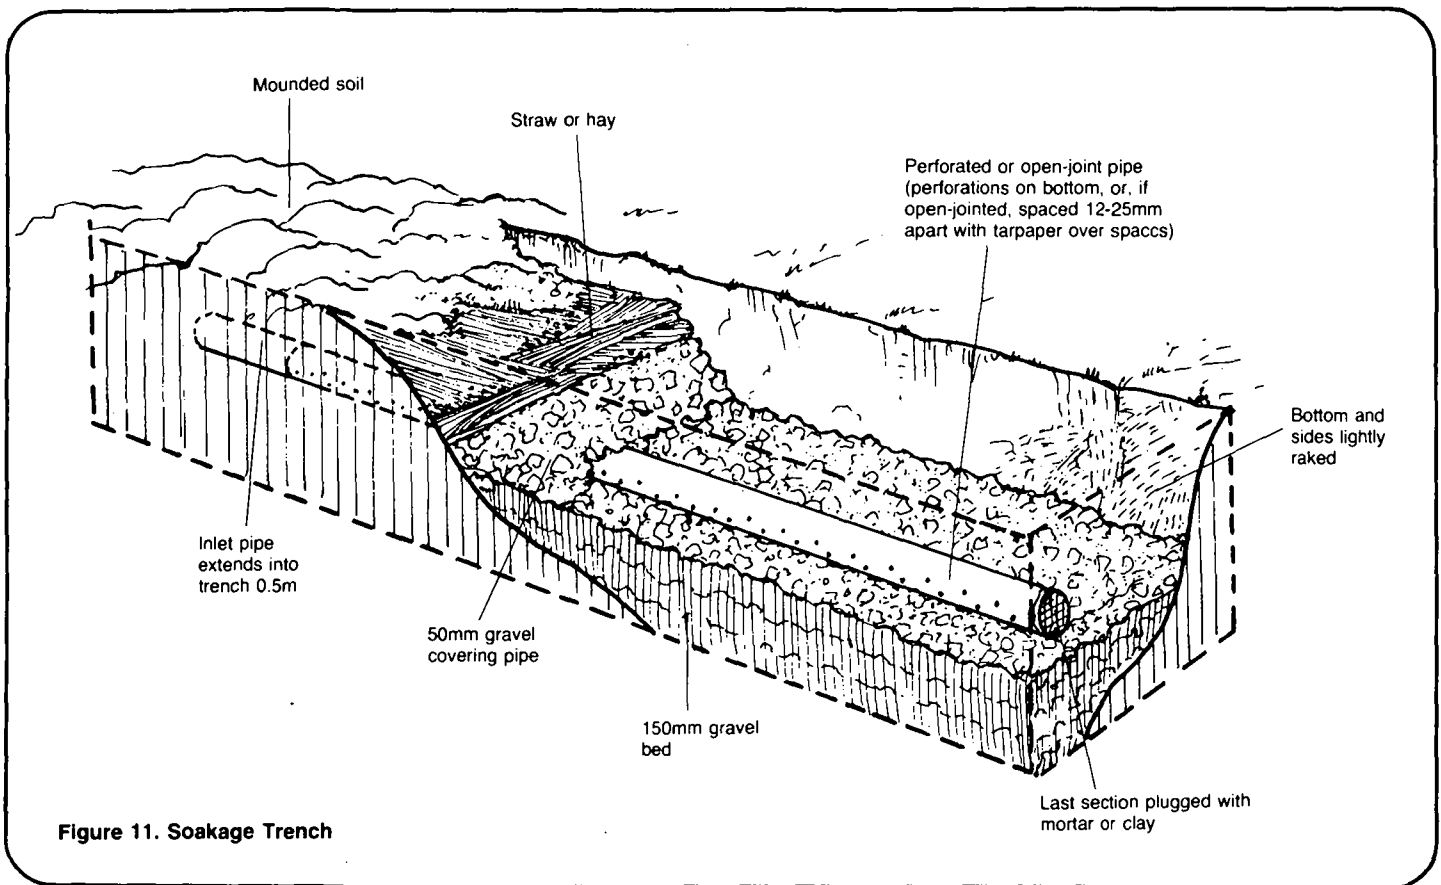 Mounded soil
Straw or hay
Perforated or open-joint pipe
(perforations on bottom, or, if
open-jointed, spaced 12-25mm
apart with tarpaper over spaccs)
Bottom and
sides lightly
raked
Inlet pipe
extends into
trench 0.5m
50mm gravel
covering pipe
150mm gravel
bed
Last section plugged with
mortar or clay
Figure 11. Soakage Trench